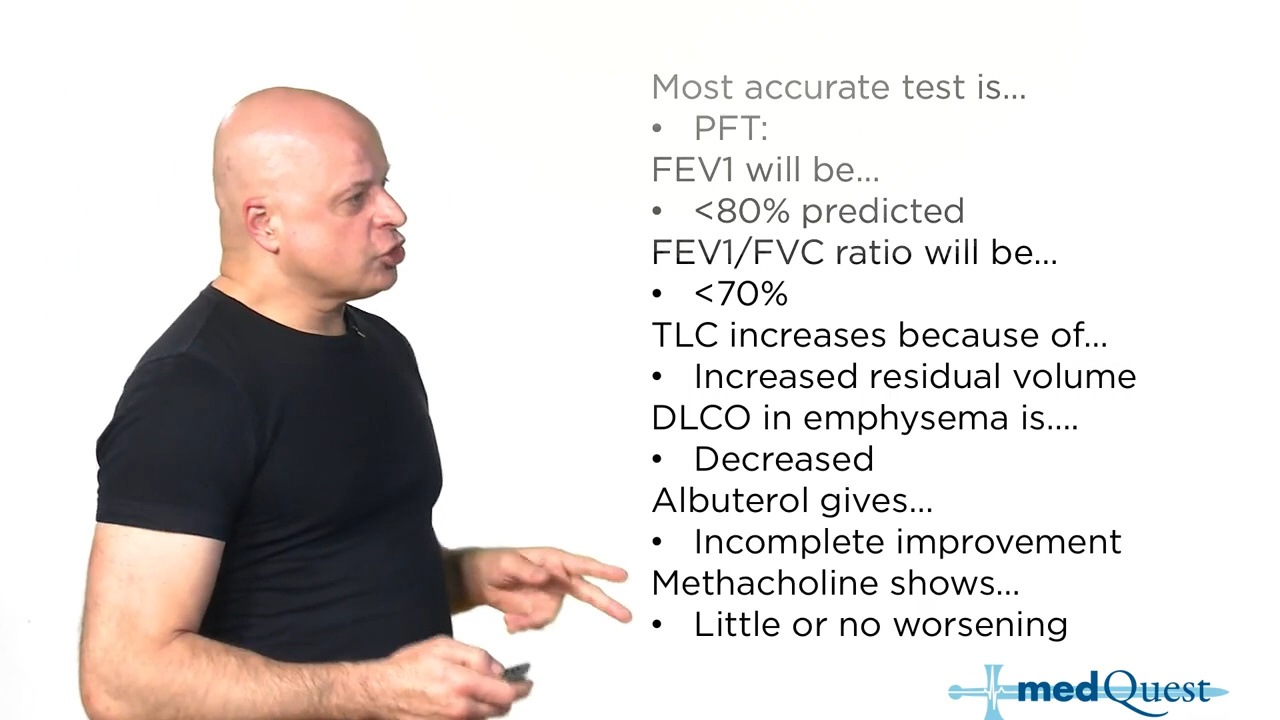 Most accurate test is...
• PFT:
FEV1 will be...
• <80% predicted
FEV1/FVC ratio will be...
• <70%
TLC increases because of...
• Increased residual volume
DLCO in emphysema is....
• Decreased
Albuterol gives...
• Incomplete improvement
Methacholine shows...
• Little or no worsening
medQuest